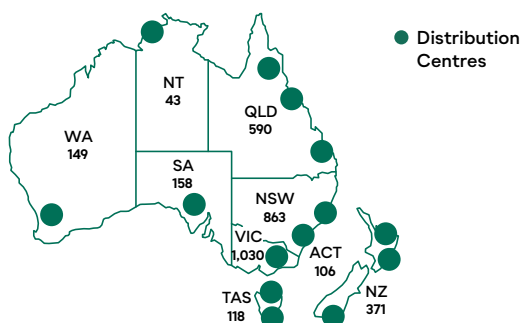 Distribution
Centres
NT
43
QLD
590
WA
149
SA
158
NSW
863
VIC
1,030
ACT
106
TAS
118
NZ
371